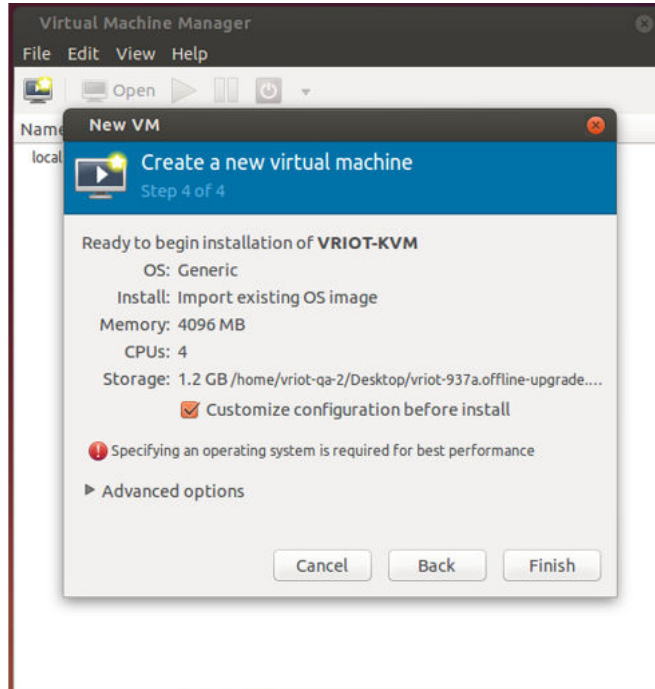 Virtual Machine Manager
File Edit View Help
Open
Name
local
New VM
Create a new virtual machine
Step 4 of 4
Ready to begin installation of VRIOT-KVM
OS: Generic
Install: Import existing OS image
Memory: 4096 MB
CPUs: 4
Storage: 1.2 GB /home/vriot-qa-2/Desktop/vriot-937a.offline-upgrade....
Customize configuration before install
Specifying an operating system is required for best performance
Advanced options
Cancel Back Finish